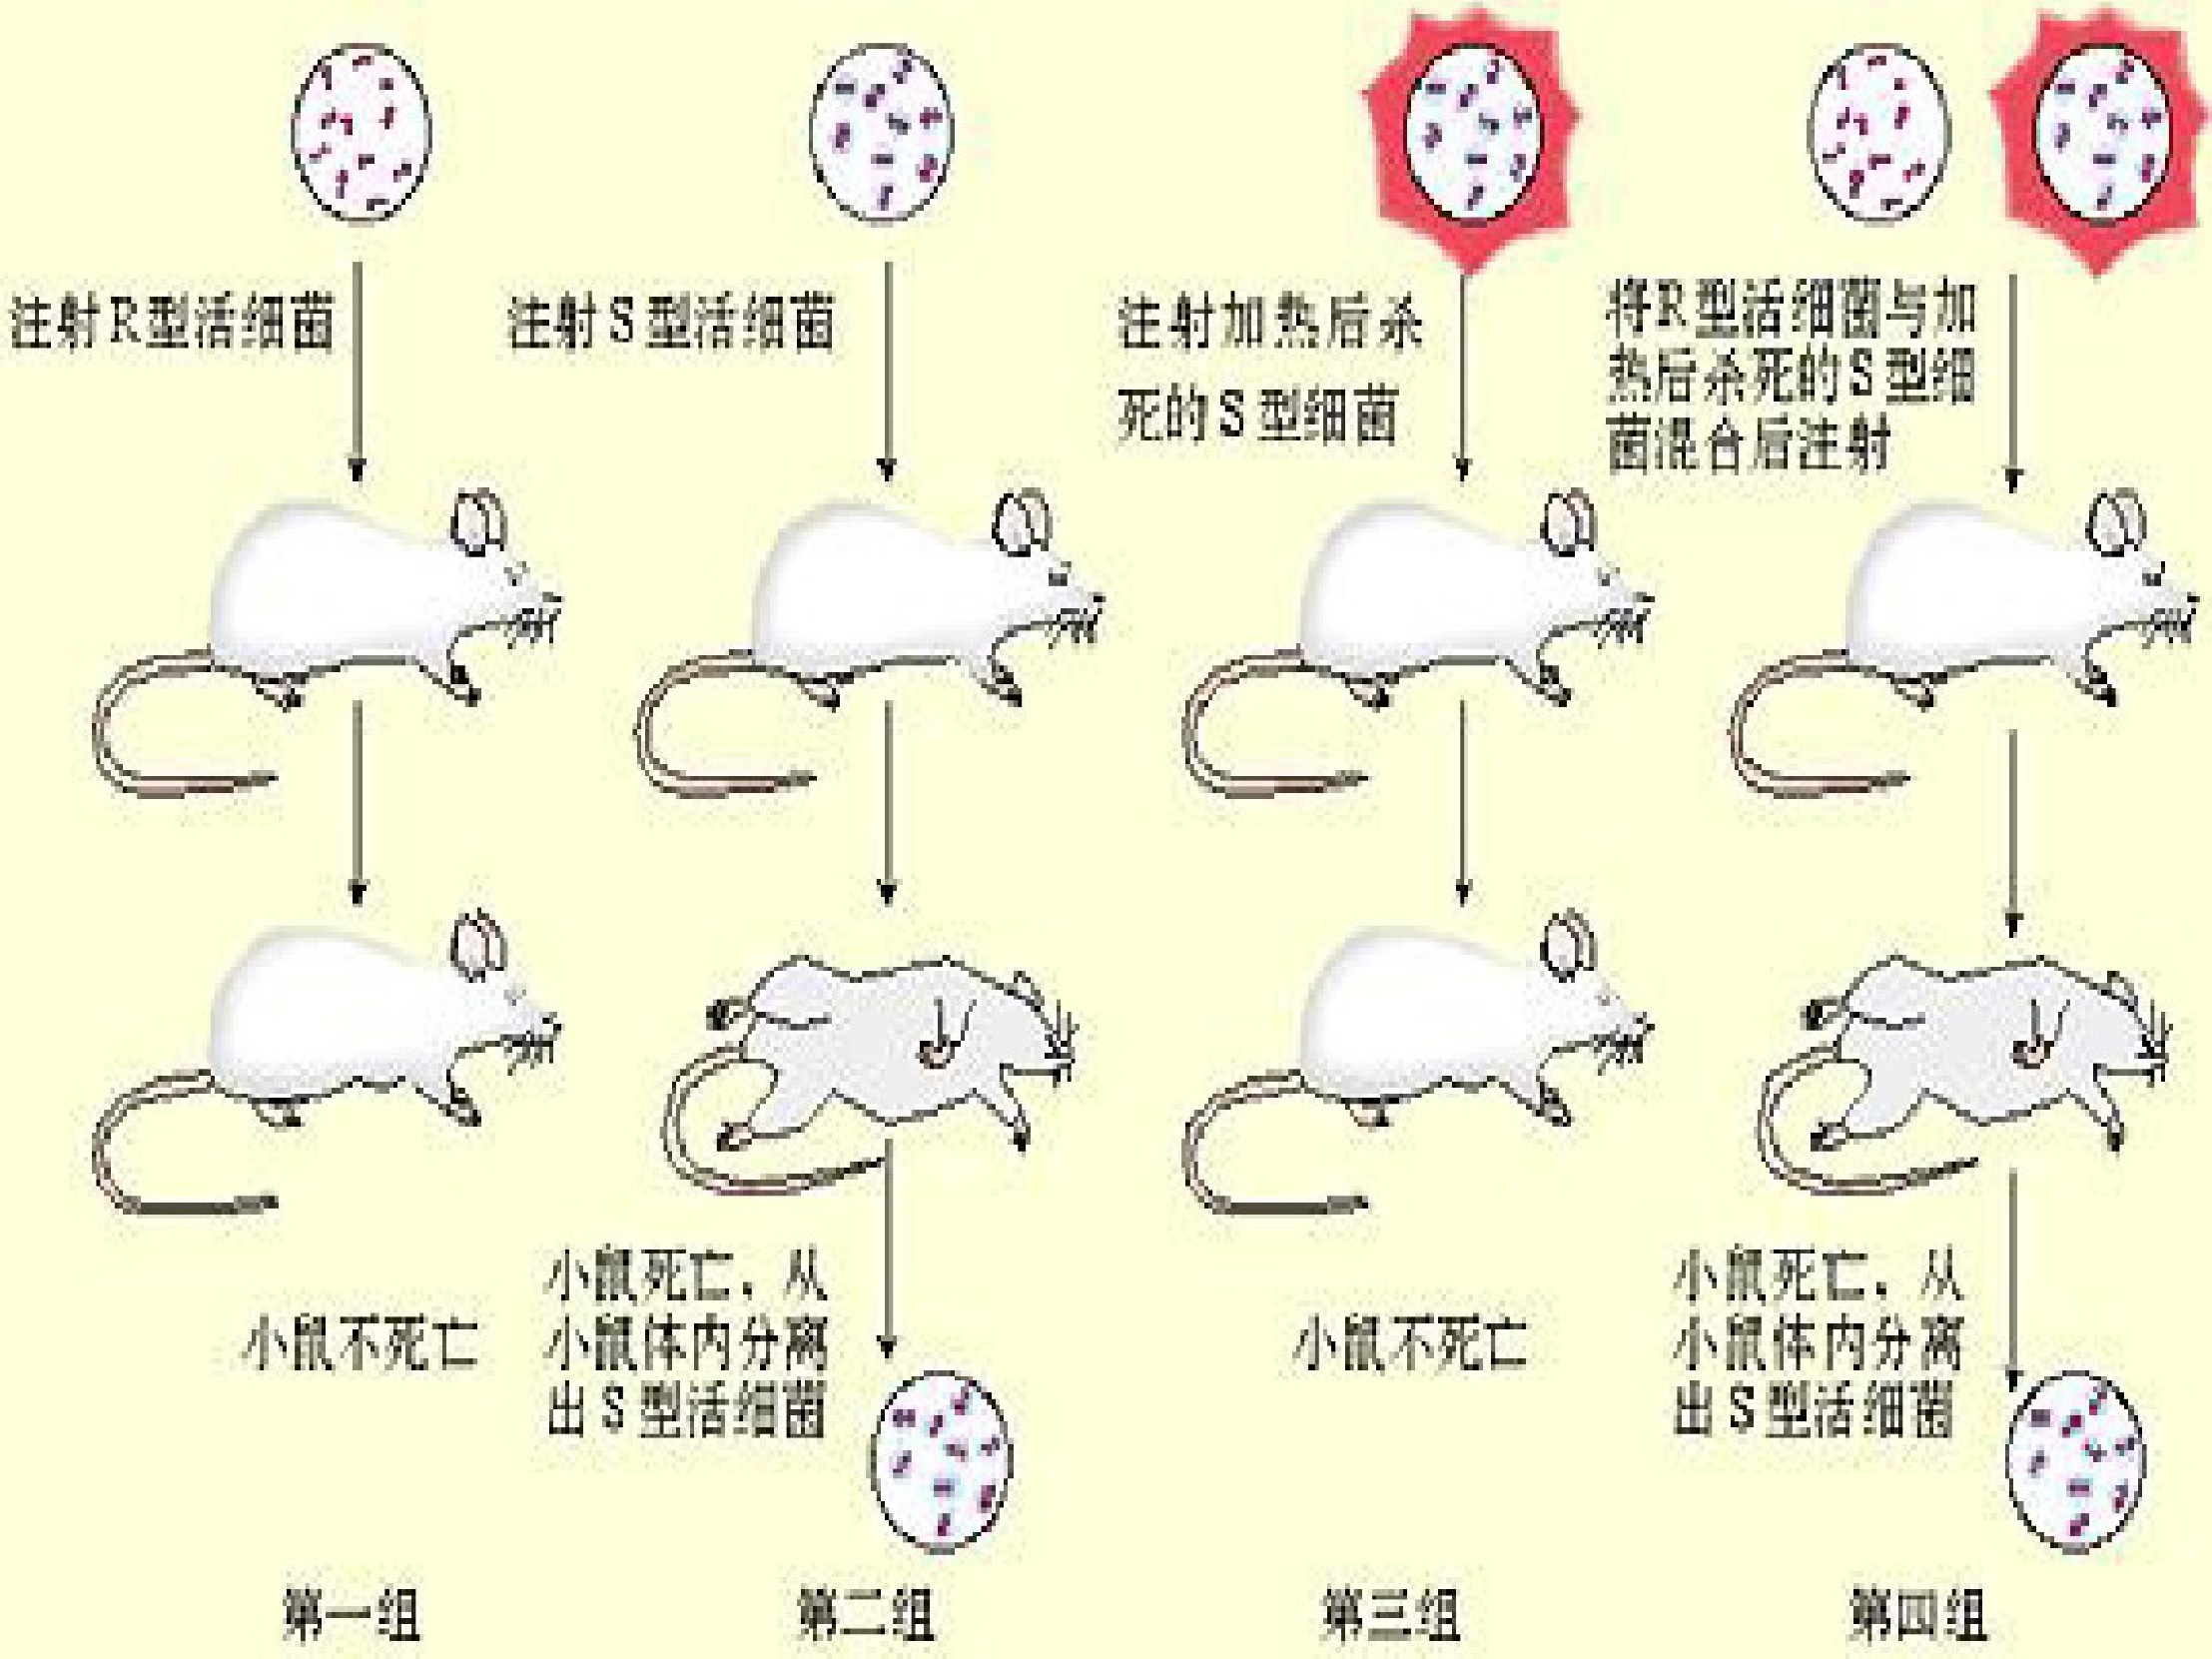 注射R型活细菌
注射S型活细菌
注射加热后杀
死的S型细菌
将R型活细菌与加
热后杀死的S型细
菌混合后注射
小鼠不死亡
小鼠死亡，从
小鼠体内分离
出S型活细菌
小鼠不死亡
小鼠死亡，从
小鼠体内分离
出S型活细菌
第一组
第二组
第三组
第四组